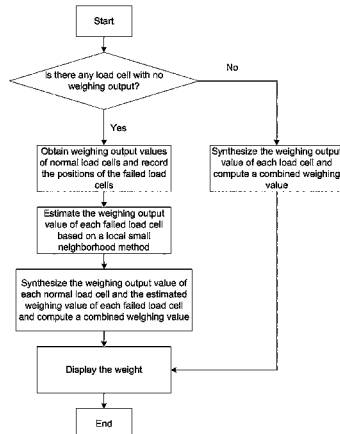 Start
Is there any load cell with no
weighing output?
No
Yes
Obtain weighing output values
of normal load cells and record
the positions of the failed load
cells
Synthesize the weighing output
value of each load cell and
compute a combined weighing
value
Estimate the weighing output
value of each failed load cell
based on a local small
neighborhood method
Synthesize the weighing output value of
each normal load cell and the estimated
weighing value of each failed load cell
and compute a combined weighing value
Display the weight
End